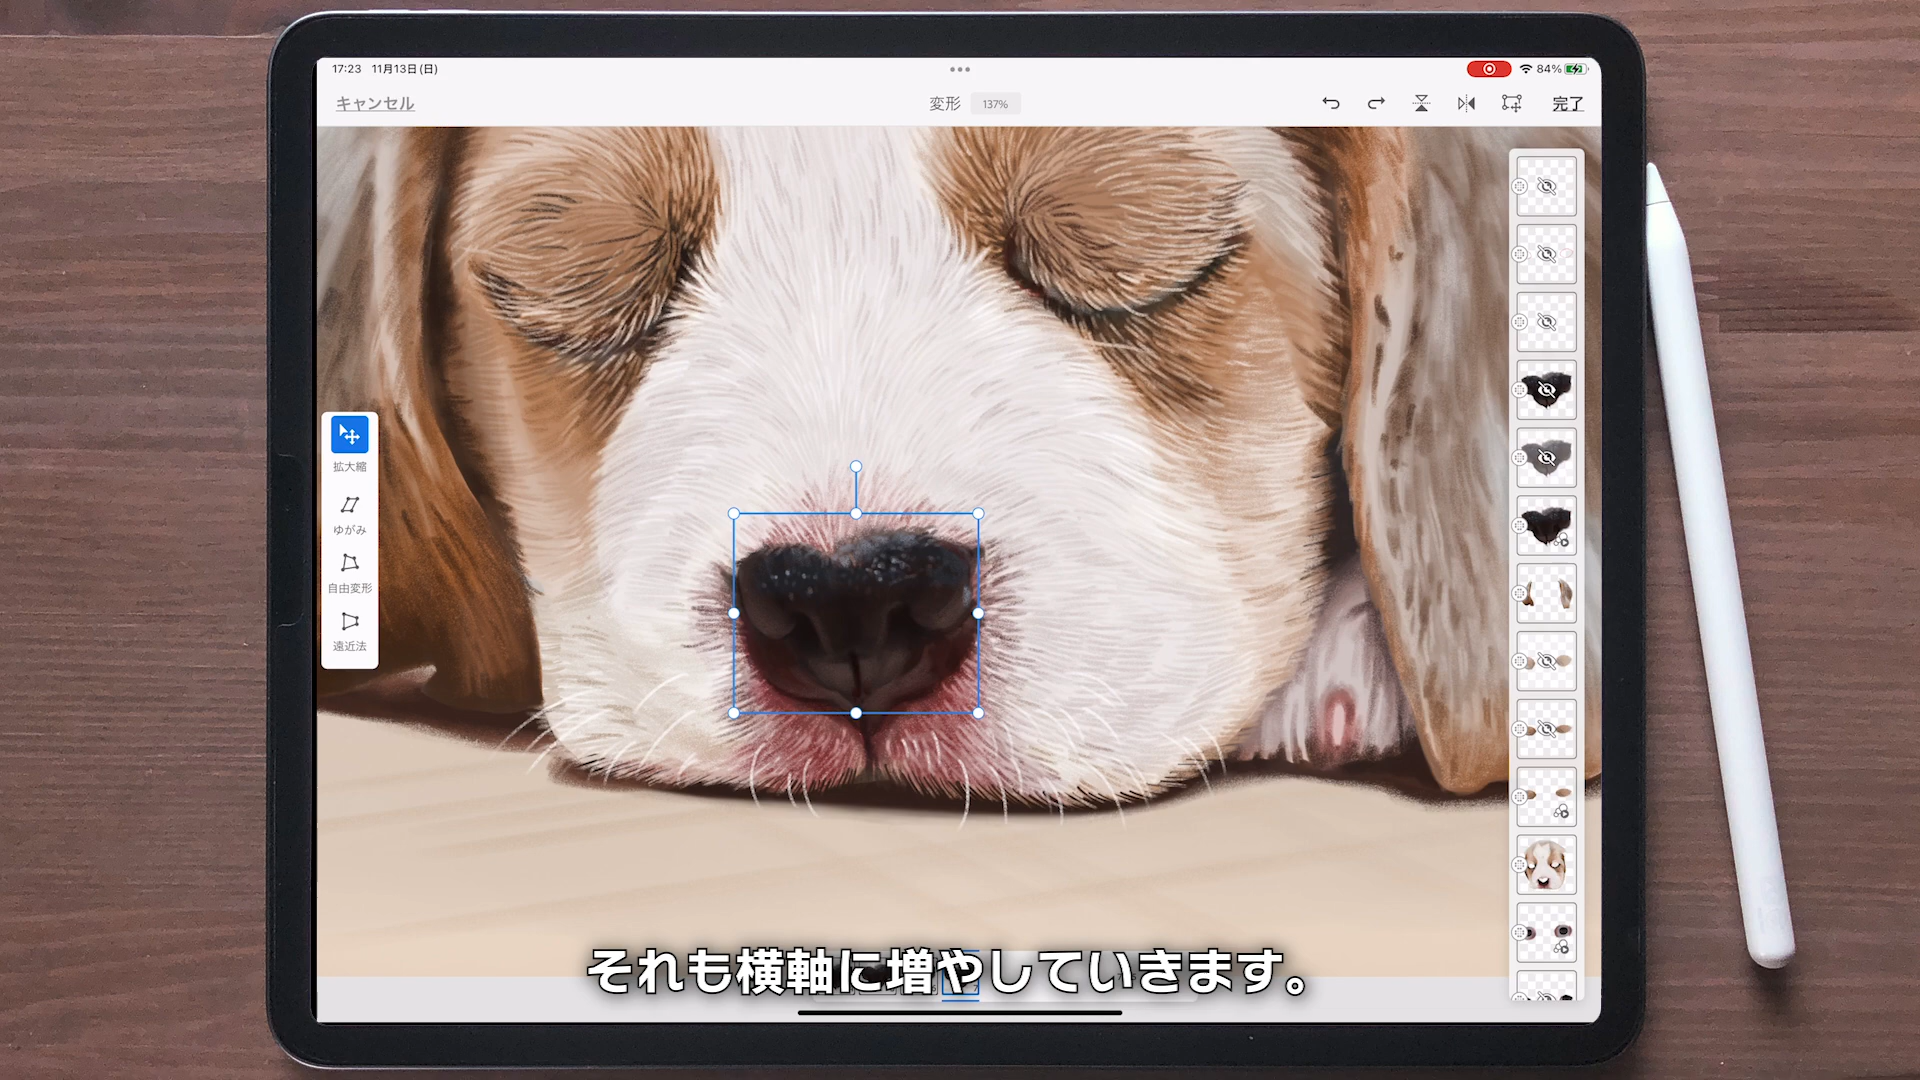 17:23 11月13日(日)
84%
キャンセル
変形 137%
完了
拡大縮
ゆがみ
自由変形
遠近法
それも横軸に増やしていきます。